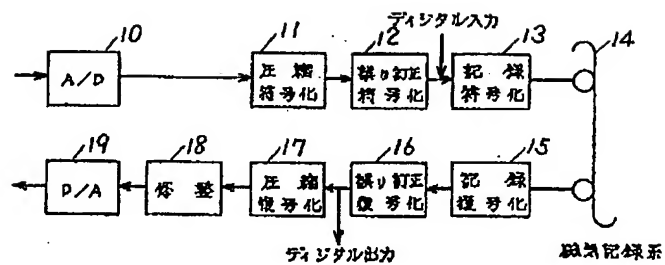 ディジタル入力
10
11
12
13
14
A/D
圧縮
符号化
誤り訂正
符号化
記録
符号化
19
18
17
16
15
D/A
修整
圧縮
復号化
誤り訂正
復号化
記録
復号化
ディジタル出力
磁気記録系